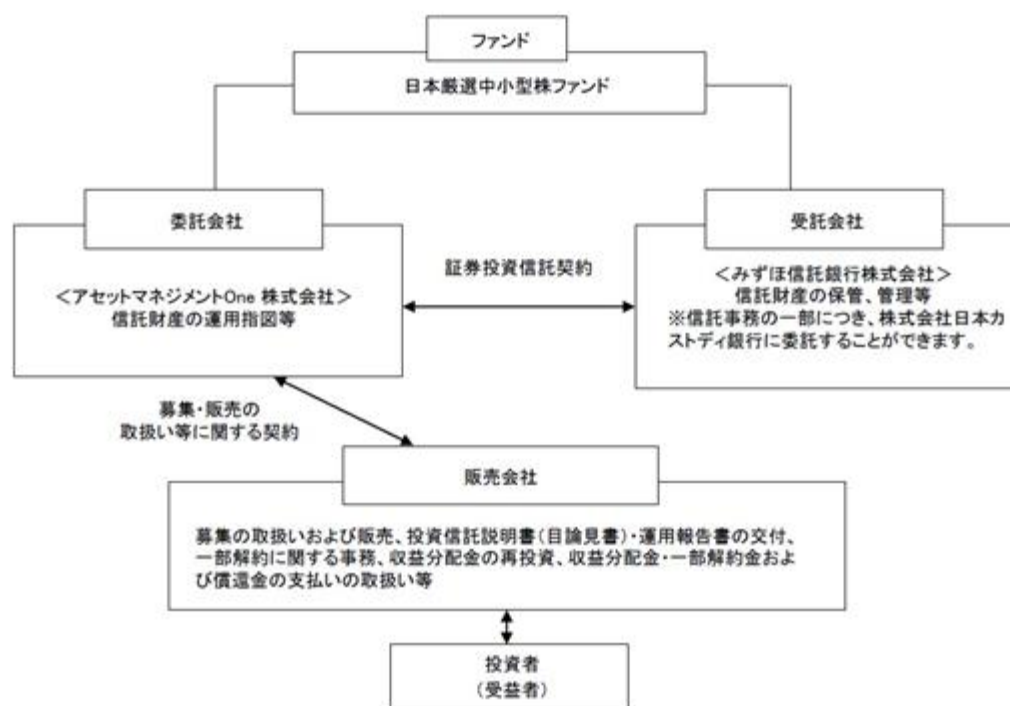 ファンド
日本厳選中小型株ファンド
委託会社
<アセットマネジメントOne 株式会社>
信託財産の運用指図等
証券投資信託契約
受託会社
<みずほ信託銀行株式会社>
信託財産の保管、管理等
※信託事務の一部につき、株式会社日本カ
ストディ銀行に委託することができます。
募集・販売の
取扱い等に関する契約
販売会社
募集の取扱いおよび販売、投資信託説明書(目論見書)・運用報告書の交付、
一部解約に関する事務、収益分配金の再投資、収益分配金・一部解約金およ
び償還金の支払いの取扱い等
投資者
(受益者)